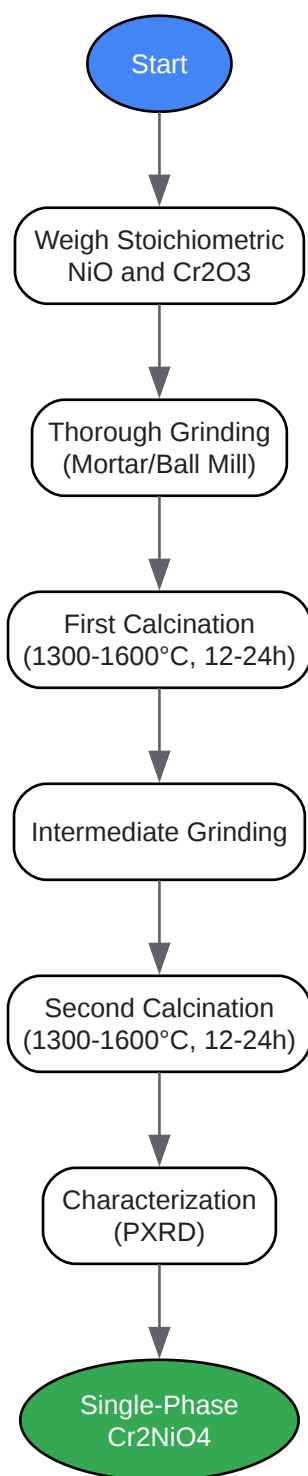 Start
Weigh Stoichiometric
NiO and Cr2O3
Thorough Grinding
(Mortar/Ball Mill)
First Calcination
(1300-1600°C, 12-24h)
Intermediate Grinding
Second Calcination
(1300-1600°C, 12-24h)
Characterization
(PXRD)
Single-Phase
Cr2NiO4